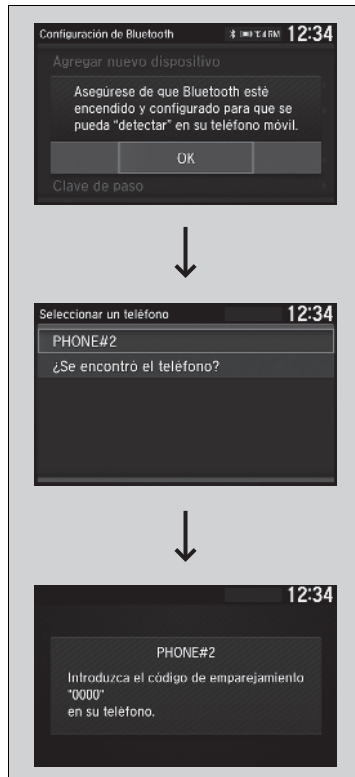 Configuración de Bluetooth 12:34
Agregar nuevo dispositivo
Asegúrese de que Bluetooth esté
encendido y configurado para que se
pueda "detectar" en su teléfono móvil.
OK
Clave de paso
Seleccionar un teléfono 12:34
PHONE#2
¿Se encontró el teléfono?
12:34
PHONE#2
Introduzca el código de emparejamiento
"0000"
en su teléfono.